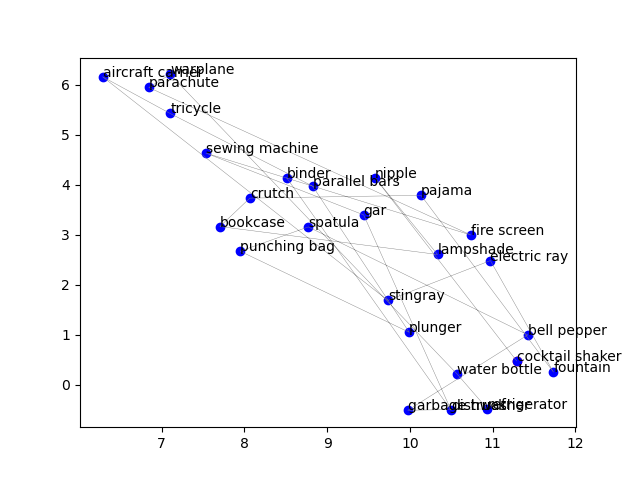 warplane
aircraft carrier
parachute
tricycle
sewing machine
binder
nipple
parallel bars
crutch
pajama
gar
bookcase
spatula
fire screen
punching bag
lampshade
electric ray
stingray
plunger
bell pepper
cocktail shaker
water bottle
fountain
garbage truck
dishwasher
refrigerator
6
5
4
3
2
1
0
7 8 9 10 11 12